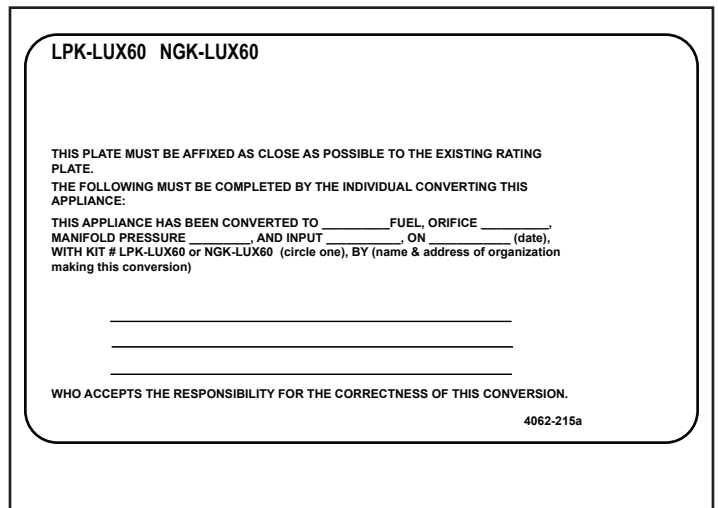 LPK-LUX60 NGK-LUX60
THIS PLATE MUST BE AFFIXED AS CLOSE AS POSSIBLE TO THE EXISTING RATING
PLATE.
THE FOLLOWING MUST BE COMPLETED BY THE INDIVIDUAL CONVERTING THIS
APPLIANCE:
THIS APPLIANCE HAS BEEN CONVERTED TO __________FUEL, ORIFICE __________,
MANIFOLD PRESSURE _________, AND INPUT ___________, ON ____________ (date),
WITH KIT # LPK-LUX60 or NGK-LUX60 (circle one), BY (name & address of organization
making this conversion)
WHO ACCEPTS THE RESPONSIBILITY FOR THE CORRECTNESS OF THIS CONVERSION.
4062-215a